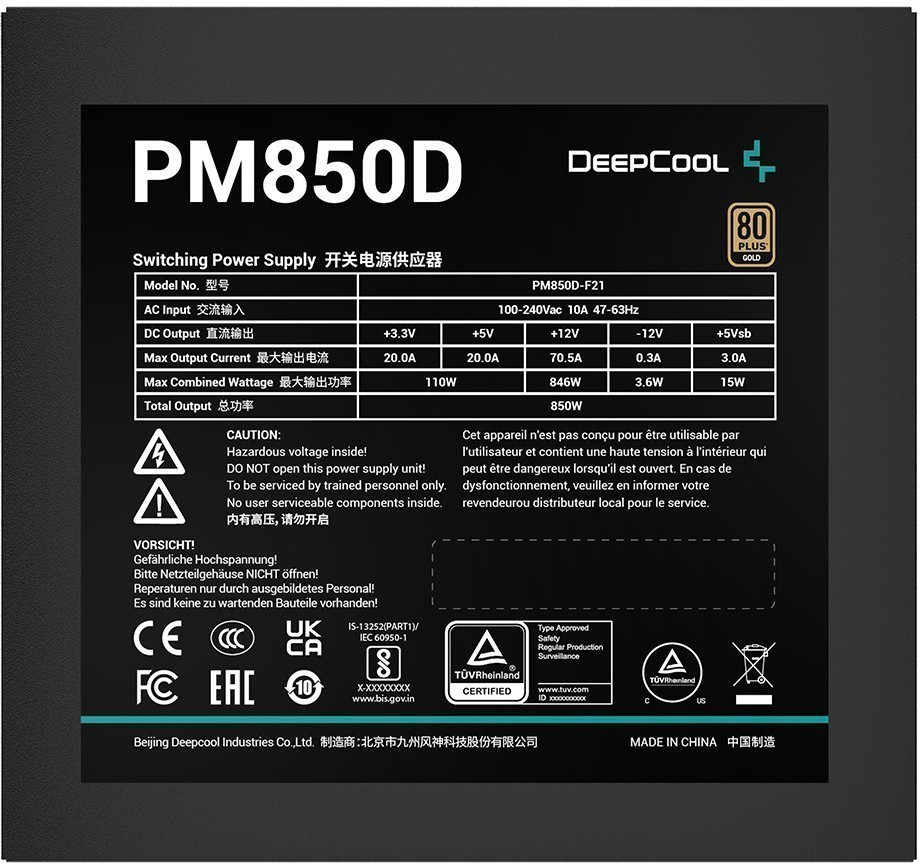 PM850D
DEEPCOOL
80
PLUS
GOLD
Switching Power Supply 开关电源供应器
Model No. 型号 PM850D-F21
AC Input 交流输入 100-240Vac 10A 47-63Hz
DC Output 直流输出 +3.3V +5V +12V -12V +5Vsb
Max Output Current 最大输出电流 20.0A 20.0A 70.5A 0.3A 3.0A
Max Combined Wattage 最大输出功率 110W 846W 3.6W 15W
Total Output 总功率 850W
CAUTION:
Hazardous voltage inside!
DO NOT open this power supply unit!
To be serviced by trained personnel only.
No user serviceable components inside.
内有高压, 请勿开启
Cet appareil n'est pas conçu pour être utilisable par
l'utilisateur et contient une haute tension à l'intérieur qui
peut être dangereux lorsqu'il est ouvert. En cas de
dysfonctionnement, veuillez en informer votre
revendeurou distributeur local pour le service.
VORSICHT!
Gefährliche Hochspannung!
Bitte Netzteilgehäuse NICHT öffnen!
Reperaturen nur durch ausgebildetes Personal!
Es sind keine zu wartenden Bauteile vorhanden!
CE
CCC
UK
CA
FC
EAC
10
IS-13252(PART1)/
IEC 60950-1
X-XXXXXXXX
www.bis.gov.in
TÜVRheinland®
CERTIFIED
Type Approved
Safety
Regular Production
Surveillance
www.tuv.com
ID xxxxxxxxxx
TÜVRheinland
C US
Beijing Deepcool Industries Co.,Ltd. 制造商:北京市九州风神科技股份有限公司
MADE IN CHINA 中国制造